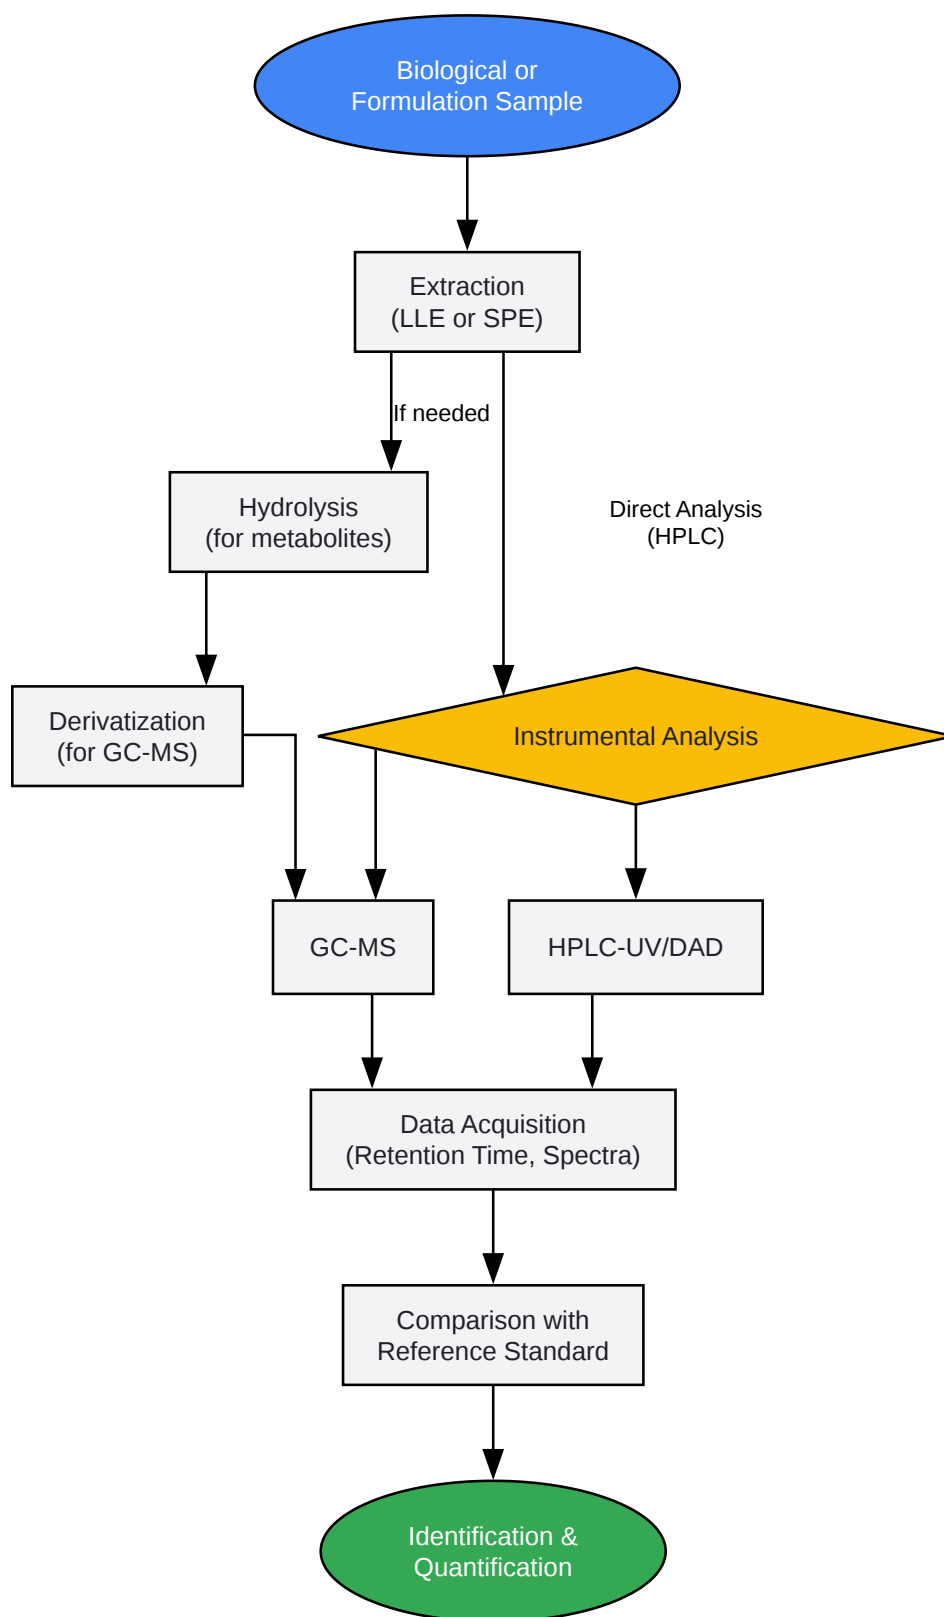 Biological or
Formulation Sample
Extraction
(LLE or SPE)
If needed
Hydrolysis
(for metabolites)
Direct Analysis
(HPLC)
Derivatization
(for GC-MS)
Instrumental Analysis
GC-MS
HPLC-UV/DAD
Data Acquisition
(Retention Time, Spectra)
Comparison with
Reference Standard
Identification &
Quantification